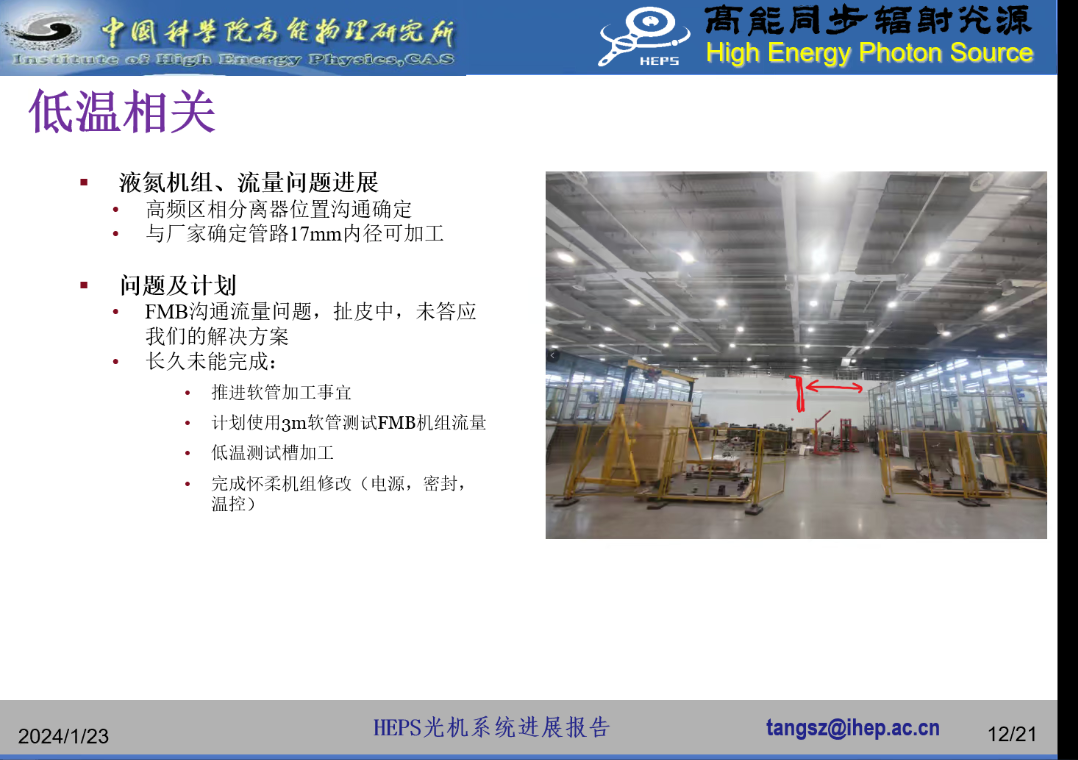 中国科学院高能物理研究所
Institute of High Energy Physics,CAS
HEPS
高能同步辐射光源
High Energy Photon Source
低温相关
▪ 液氮机组、流量问题进展
• 高频区相分离器位置沟通确定
• 与厂家确定管路17mm内径可加工
▪ 问题及计划
• FMB沟通流量问题，扯皮中，未答应
我们的解决方案
• 长久未能完成：
• 推进软管加工事宜
• 计划使用3m软管测试FMB机组流量
• 低温测试槽加工
• 完成怀柔机组修改（电源，密封，
温控）
2024/1/23
HEPS光机系统进展报告
tangsz@ihep.ac.cn
12/21